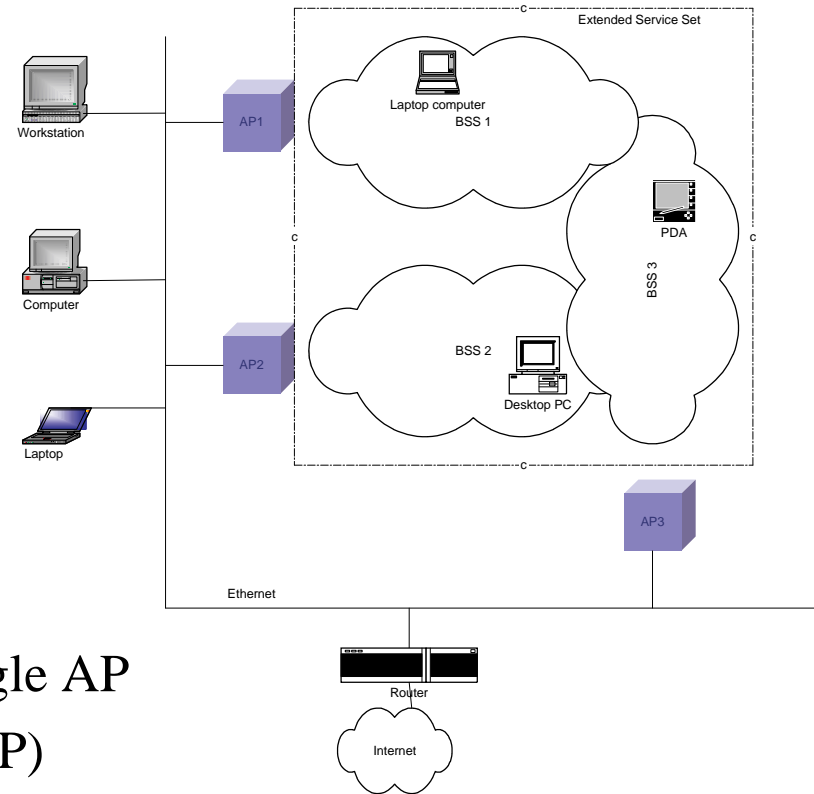 c
Extended Service Set
Workstation
AP1
Laptop computer
BSS 1
PDA
c
c
BSS 3
Computer
AP2
BSS 2
Desktop PC
Laptop
c
AP3
Ethernet
Router
Internet
gle AP
P)